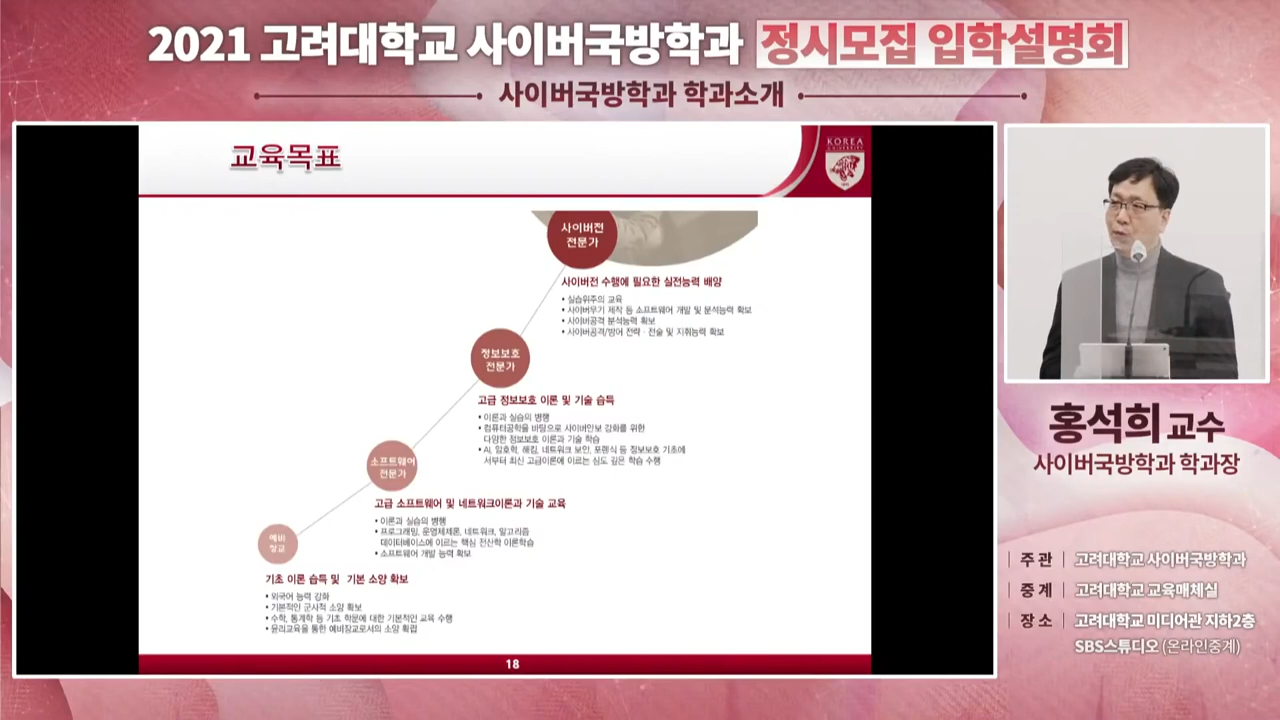 2021 고려대학교 사이버국방학과 정시모집 입학설명회
사이버국방학과 학과소개
교육목표
KOREA
UNIVERSITY
사이버전
전문가
사이버전 수행에 필요한 실전능력 배양
• 실습위주의 교육
• 사이버무기 제작 등 소프트웨어 개발 및 분석능력 확보
• 사이버공격 분석능력 확보
• 사이버공격/방어 전략 · 전술 및 지휘능력 확보
정보보호
전문가
고급 정보보호 이론 및 기술 습득
• 이론과 실습의 병행
• 컴퓨터공학을 바탕으로 사이버안보 강화를 위한
다양한 정보보호 이론과 기술 학습
• AI, 암호학, 해킹, 네트워크 보안, 포렌식 등 정보보호 기초에
서부터 최신 고급이론에 이르는 심도 깊은 학습 수행
소프트웨어
전문가
고급 소프트웨어 및 네트워크이론과 기술 교육
• 이론과 실습의 병행
• 프로그래밍, 운영체제론, 네트워크, 알고리즘
데이터베이스에 이르는 핵심 전산학 이론학습
• 소프트웨어 개발 능력 확보
예비
장교
기초 이론 습득 및 기본 소양 확보
• 외국어 능력 강화
• 기본적인 군사적 소양 확보
• 수학, 통계학 등 기초 학문에 대한 기본적인 교육 수행
• 윤리교육을 통한 예비장교로서의 소양 확립
18
홍석희 교수
사이버국방학과 학과장
주관 | 고려대학교 사이버국방학과
중계 | 고려대학교 교육매체실
장소 | 고려대학교 미디어관 지하2층
SBS스튜디오 (온라인중계)